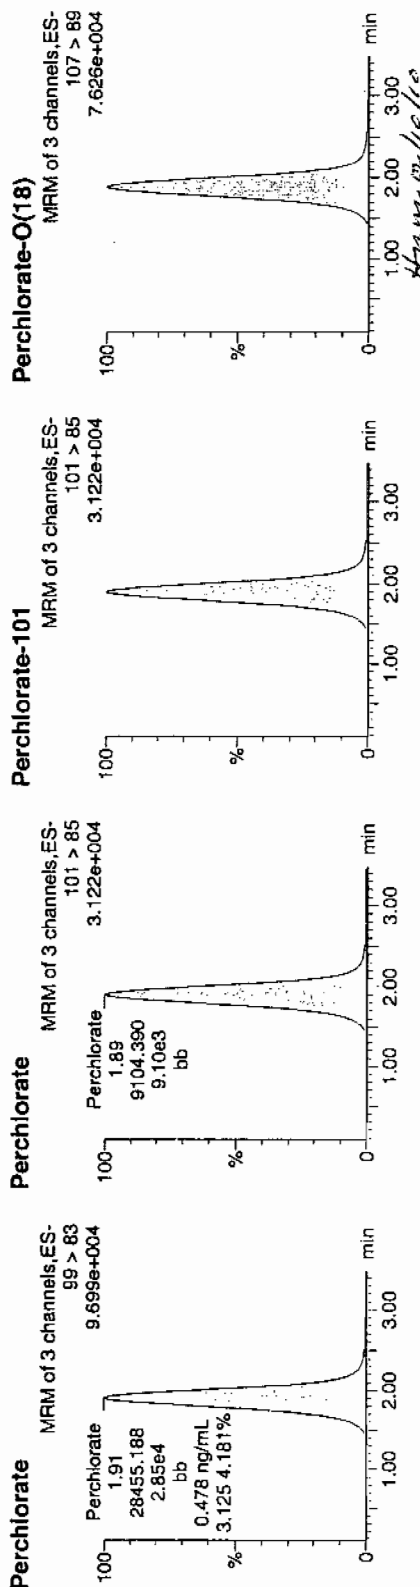 Perchlorate
MRM of 3 channels,ES-
99 > 83
9.699e+004
100
Perchlorate
1.91
28455.188
2.85e4
bb
0.478 ng/mL
3.125 4.181%
%
0
1.00
2.00
3.00
min
Perchlorate
MRM of 3 channels,ES-
101 > 85
3.122e+004
100
Perchlorate
1.89
9104.390
9.10e3
bb
%
0
1.00
2.00
3.00
min
Perchlorate-101
MRM of 3 channels,ES-
101 > 85
3.122e+004
100
%
0
1.00
2.00
3.00
min
Perchlorate-O(18)
MRM of 3 channels,ES-
107 > 89
7.626e+004
100
%
0
1.00
2.00
3.00
min